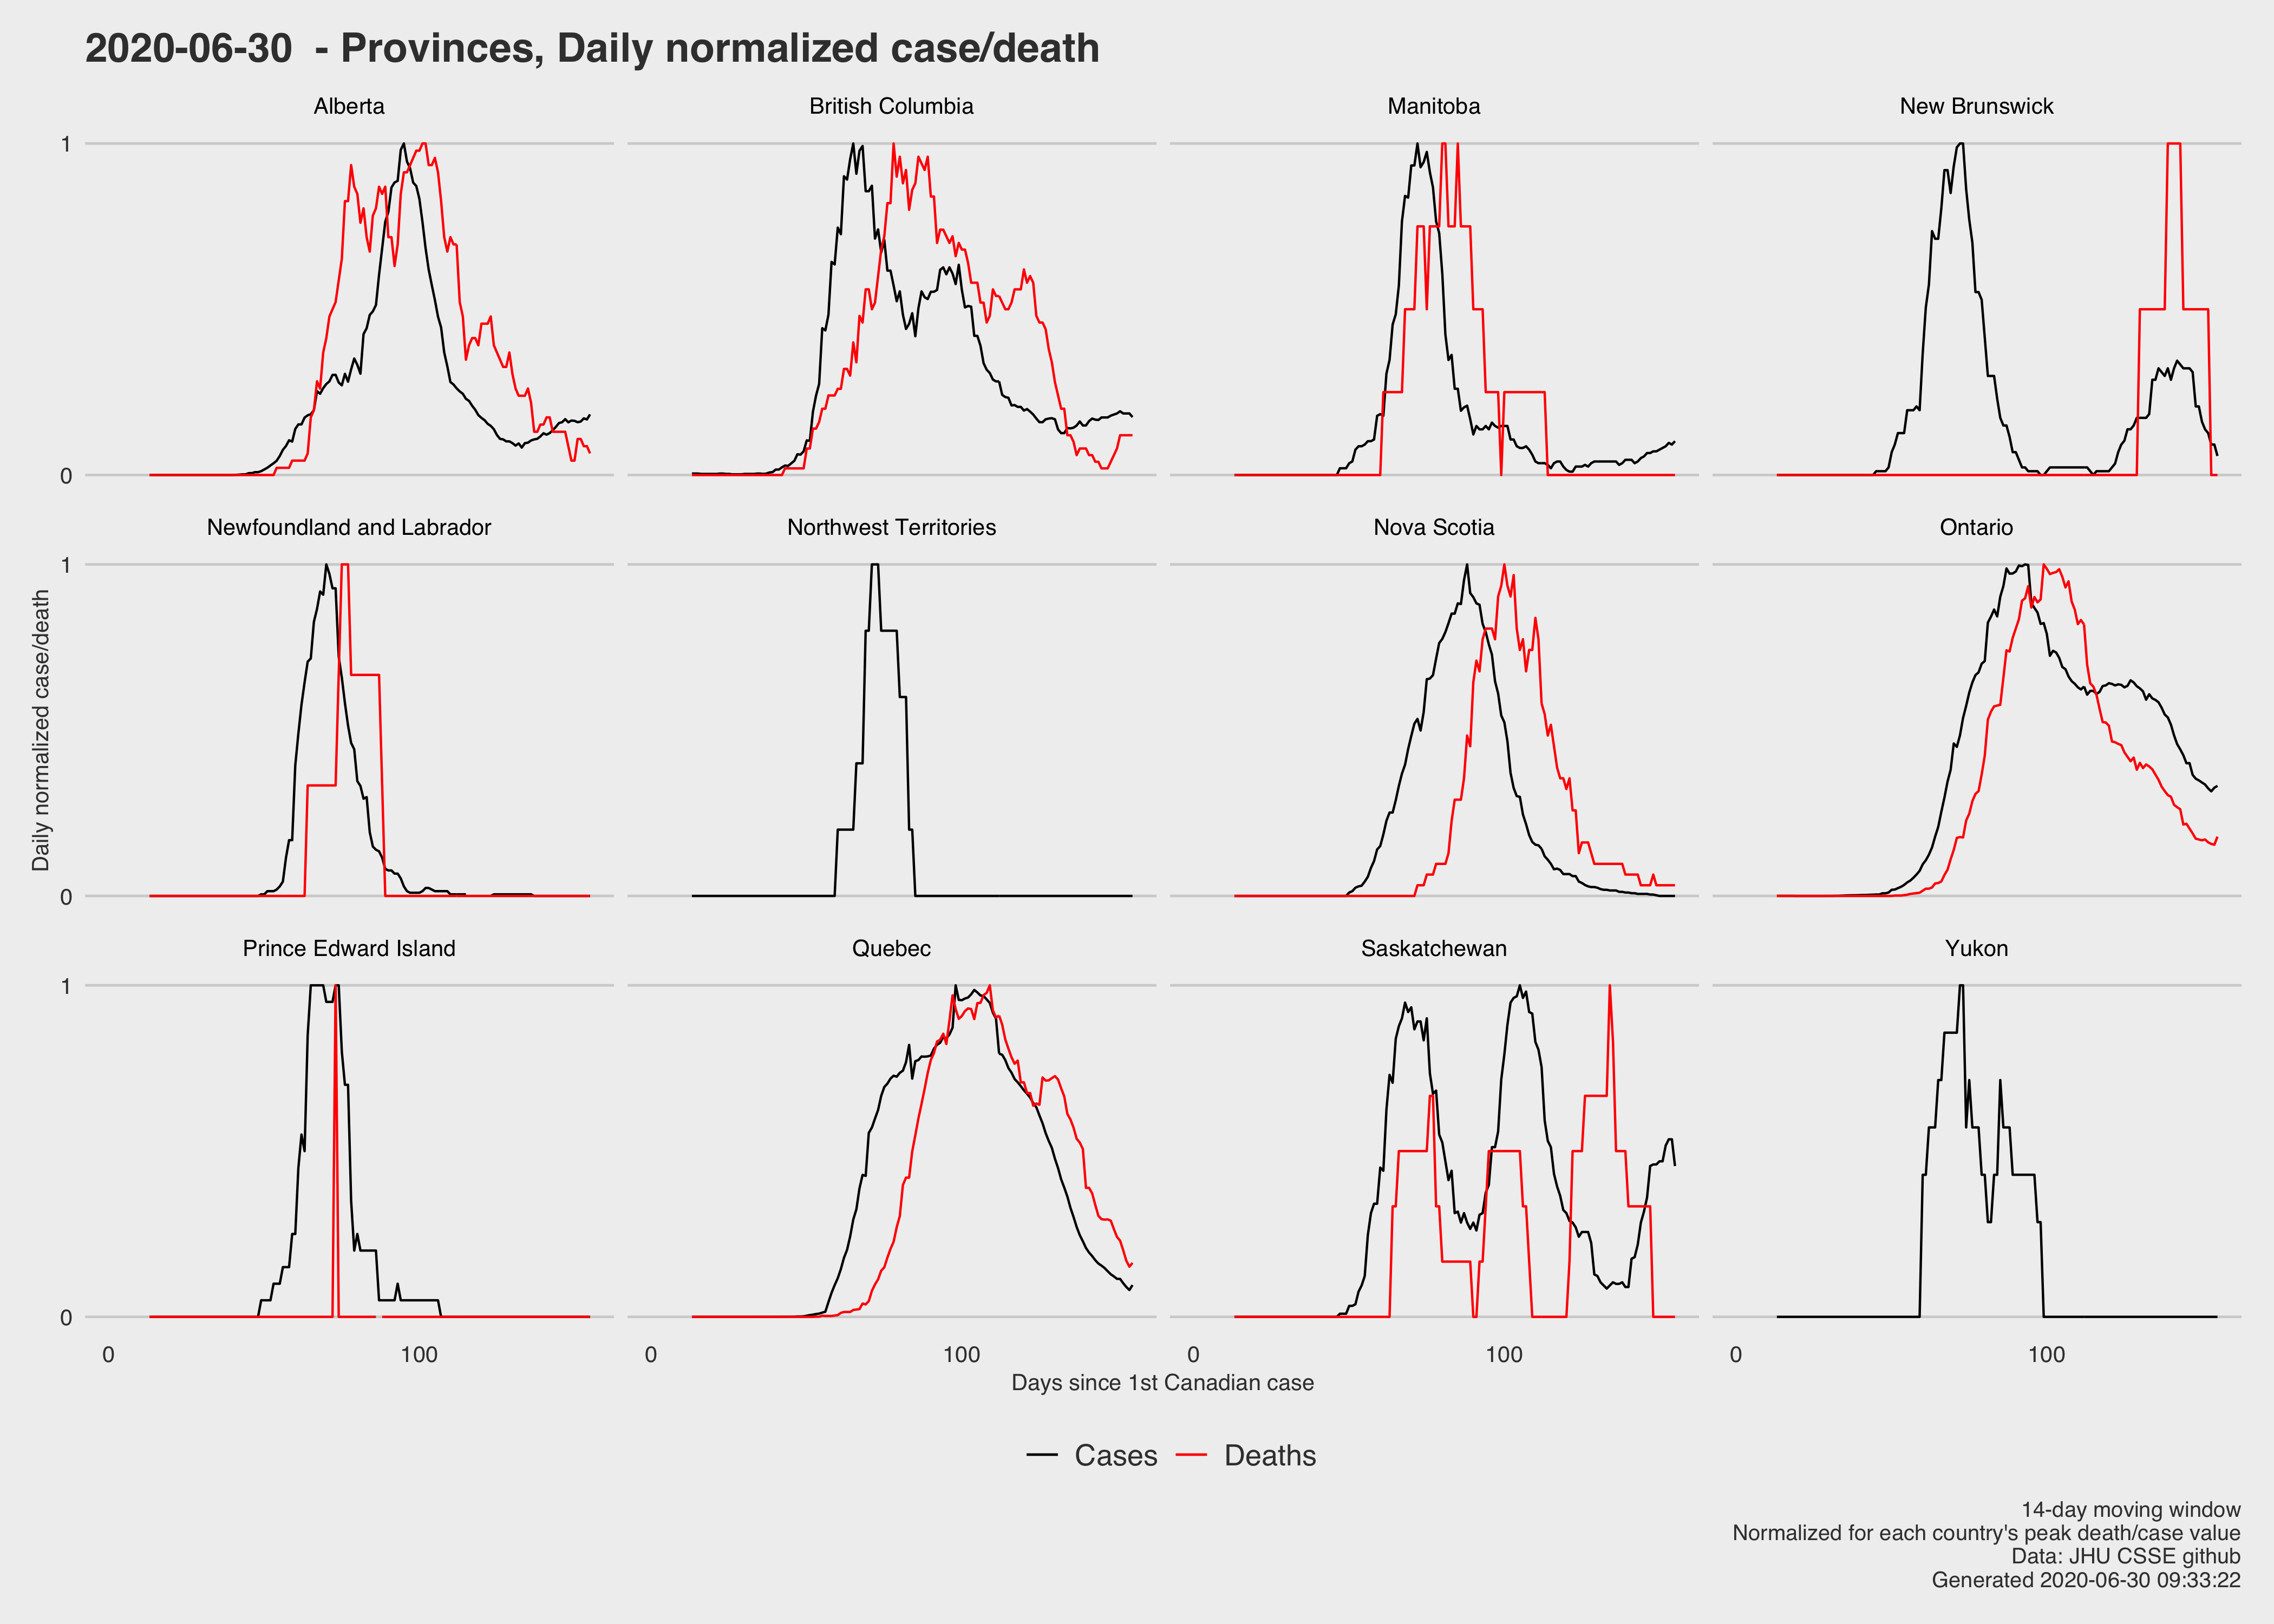 2020-06-30  - Provinces, Daily normalized case/death
Alberta
British Columbia
Manitoba
New Brunswick
1
0
Newfoundland and Labrador
Northwest Territories
Nova Scotia
Ontario
1
0
Daily normalized case/death
Prince Edward Island
Quebec
Saskatchewan
Yukon
1
0
0 100 0 100 0 100 0 100
Days since 1st Canadian case
Cases Deaths
14-day moving window
Normalized for each country's peak death/case value
Data: JHU CSSE github
Generated 2020-06-30 09:33:22